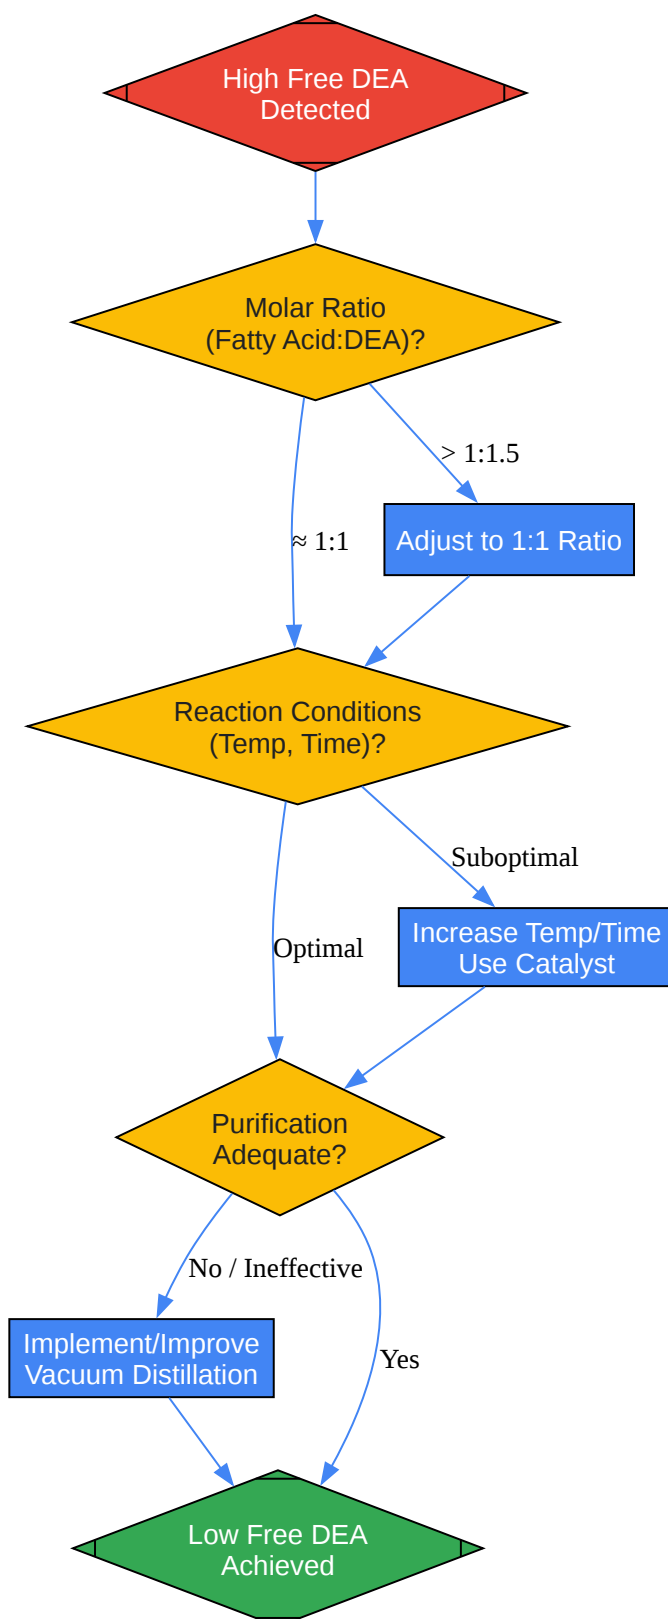 High Free DEA
Detected
Molar Ratio
(Fatty Acid:DEA)?
> 1:1.5
≈ 1:1
Adjust to 1:1 Ratio
Reaction Conditions
(Temp, Time)?
Suboptimal
Optimal
Increase Temp/Time
Use Catalyst
Purification
Adequate?
No / Ineffective
Implement/Improve
Vacuum Distillation
Yes
Low Free DEA
Achieved